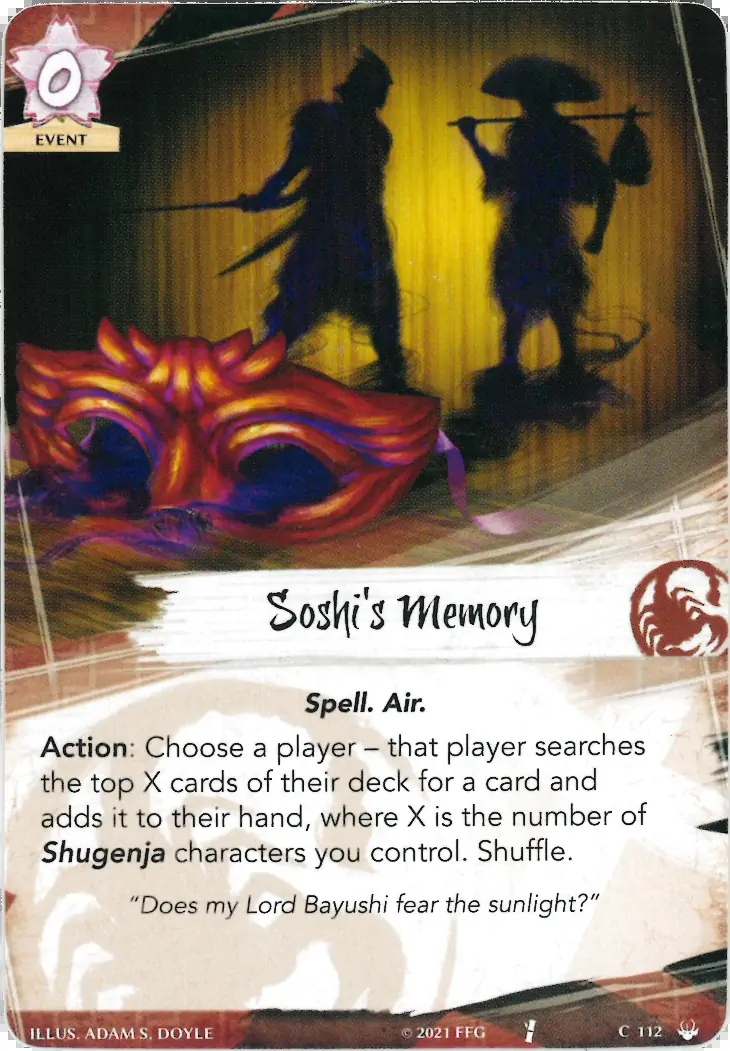 0
EVENT
Soshi's Memory
Spell. Air.
Action: Choose a player – that player searches
the top X cards of their deck for a card and
adds it to their hand, where X is the number of
Shugenja characters you control. Shuffle.
"Does my Lord Bayushi fear the sunlight?"
ILLUS. ADAM S. DOYLE © 2021 FFG C 112